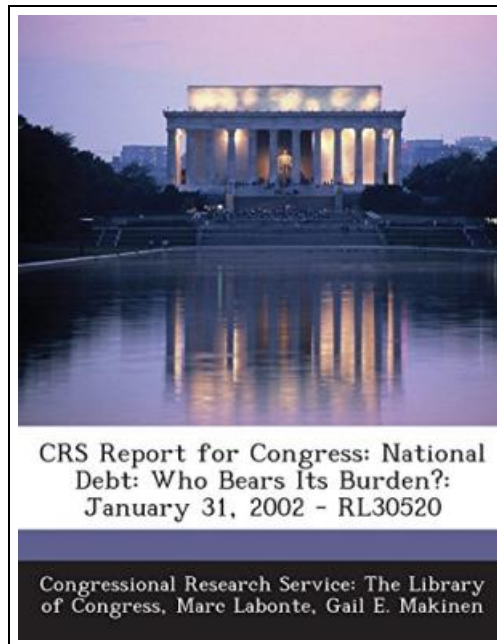 CRS Report for Congress: National
Debt: Who Bears Its Burden?:
January 31, 2002 - RL30520
Congressional Research Service: The Library
of Congress, Marc Labonte, Gail E. Makinen